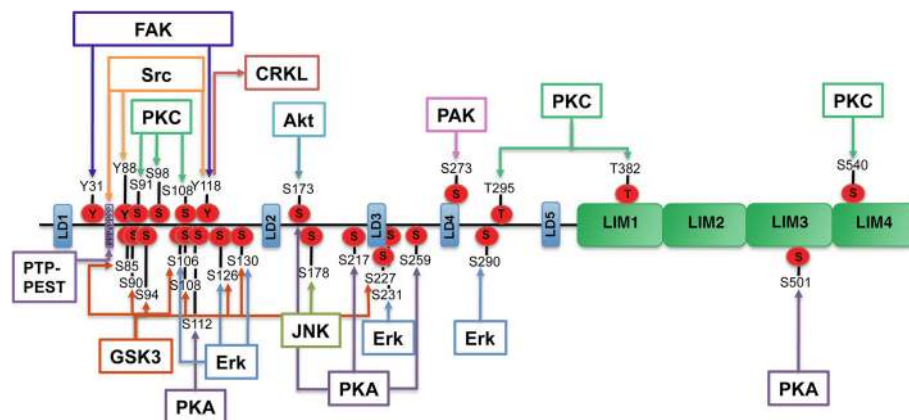 FAK
Src
CRKL
PKC
Akt
PAK
PKC
PKC
Y31
Y88
S91
S98
S108
Y118
S173
S273
T295
T382
S540
Y
Y
S
S
S
Y
S
S
T
T
S
LD1
LD2
LD3
LD4
LD5
LIM1
LIM2
LIM3
LIM4
S
S
S
S
S
S
S
S
S
S
S
S
S
S
PTP-
PEST
S85
S90
S94
S106
S108
S112
S126
S130
S178
S217
S227
S231
S259
S290
S501
GSK3
Erk
JNK
Erk
Erk
PKA
PKA
PKA